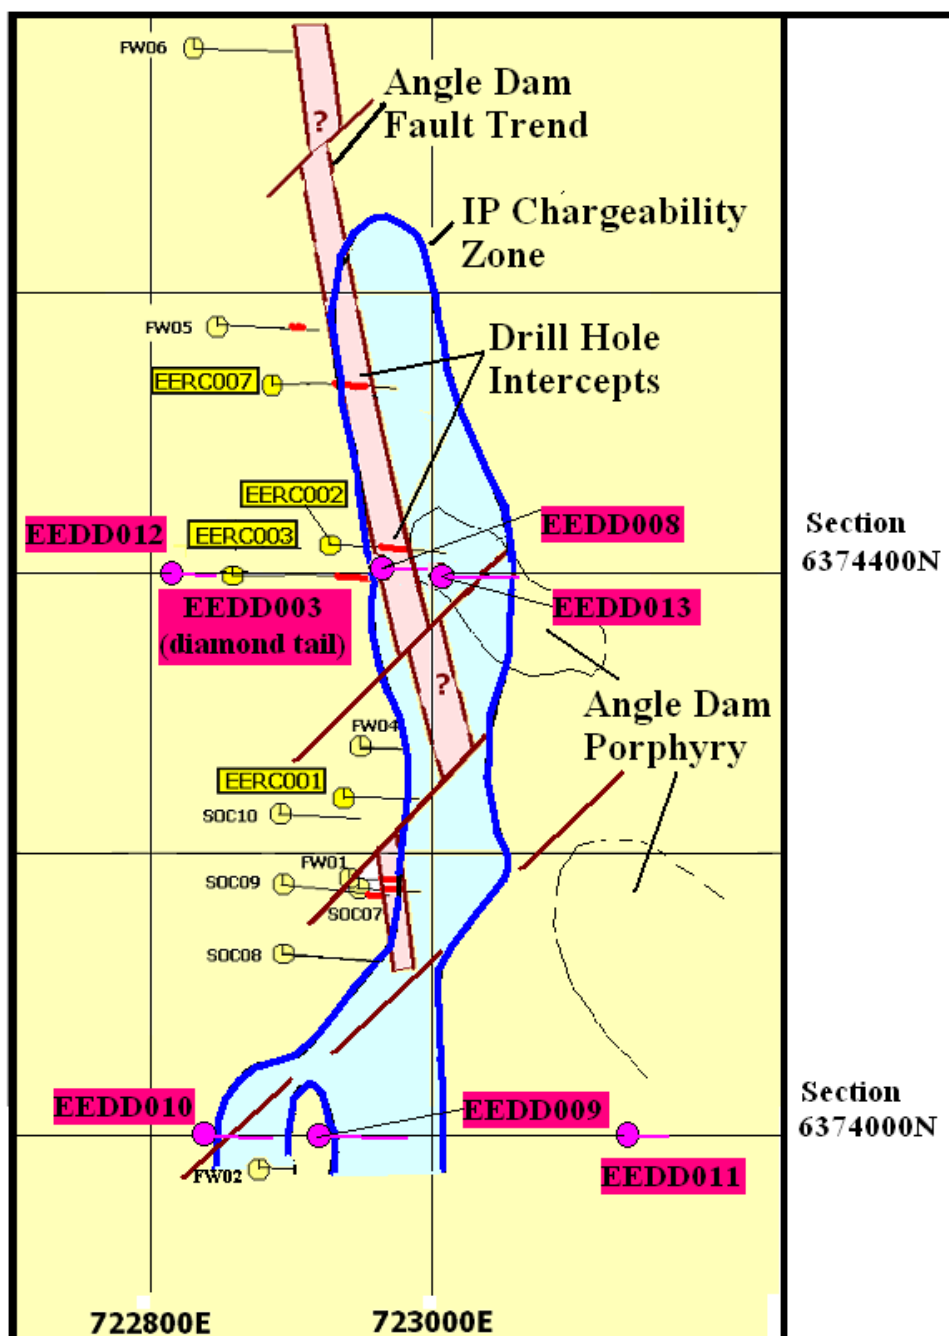 FW06
Angle Dam
Fault Trend
?
IP Chargeability
Zone
FW05
Drill Hole
Intercepts
EERC007
EERC002
EEDD008
EEDD012
EERC003
Section
6374400N
EEDD003
(diamond tail)
EEDD013
?
Angle Dam
Porphyry
FW04
EERC001
SOC10
FW01
SOC09
SOC07
SOC08
EEDD010
EEDD009
Section
6374000N
FW02
EEDD011
722800E
723000E